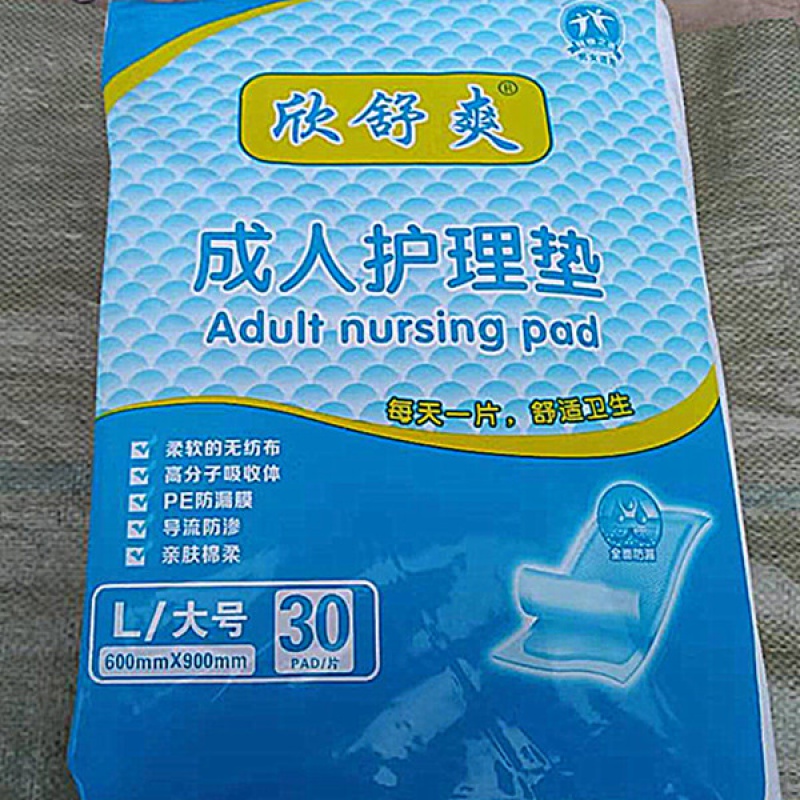 欣舒爽®
成人护理垫
Adult nursing pad
每天一片，舒适卫生
柔软的无纺布
高分子吸收体
PE防漏膜
导流防渗
亲肤棉柔
全面防漏
L/大号
600mmX900mm
30
PAD/片